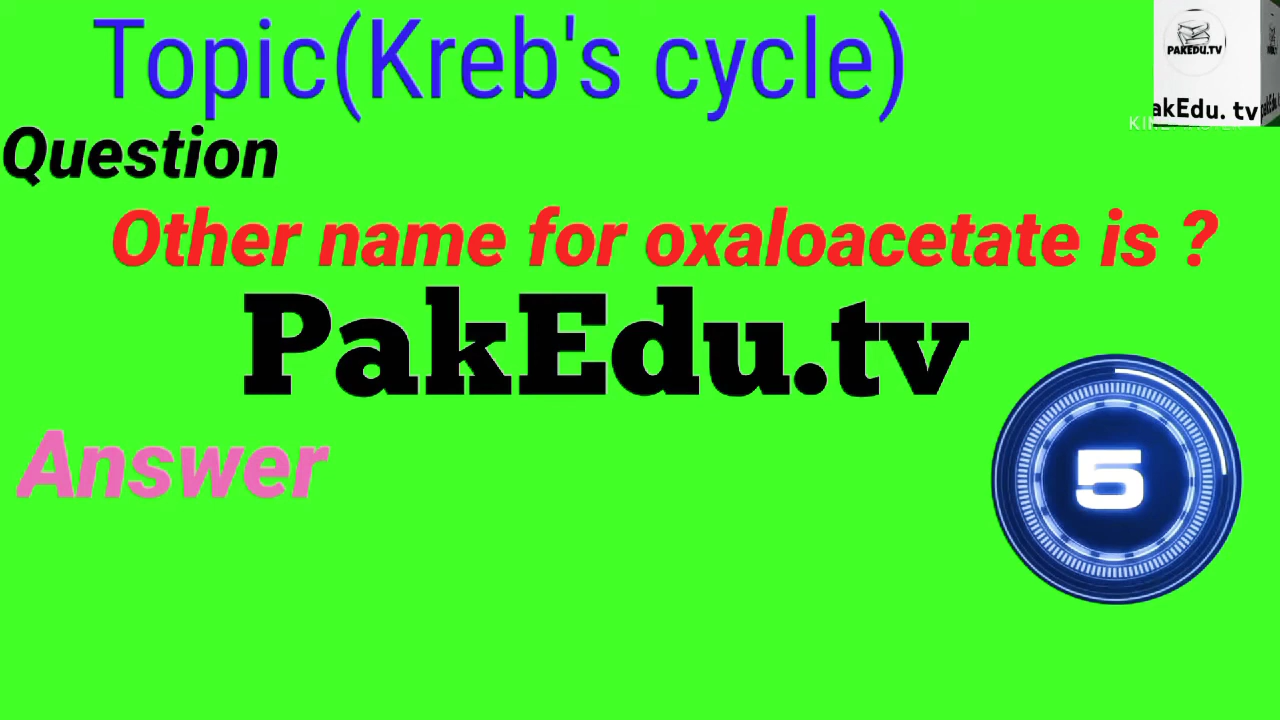 Topic(Kreb's cycle)
PAKEDU.TV
akEdu. tv
Question
Other name for oxaloacetate is ?
PakEdu.tv
Answer
5